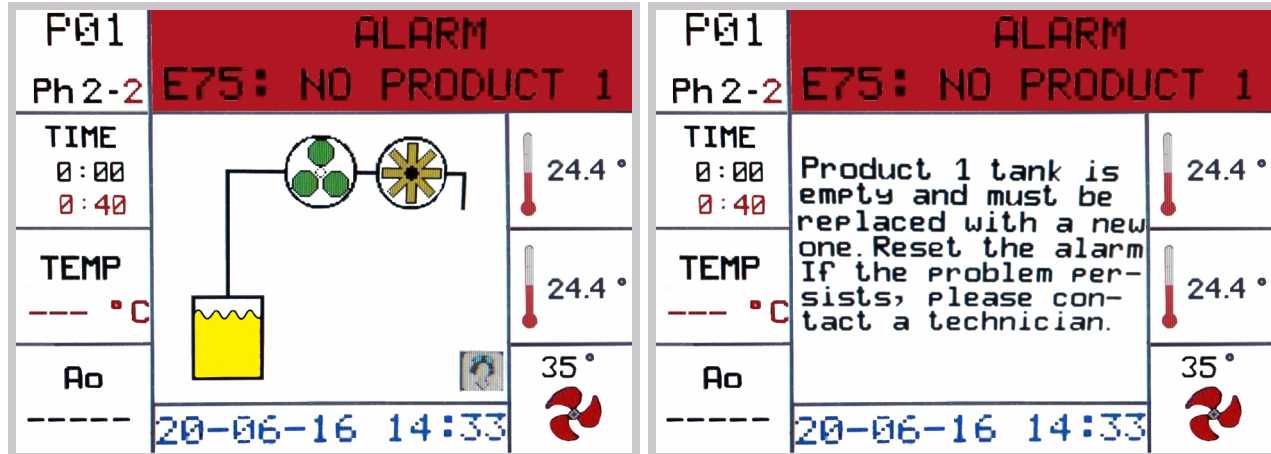 P01
ALARM
Ph 2-2
E75: NO PRODUCT 1
TIME
0:00
0:40
24.4 °
TEMP
--- °C
24.4 °
Ao
-----
35°
20-06-16 14:33
P01
ALARM
Ph 2-2
E75: NO PRODUCT 1
TIME
0:00
0:40
Product 1 tank is
empty and must be
replaced with a new
one.Reset the alarm
If the problem per-
sists, please con-
tact a technician.
24.4 °
TEMP
--- °C
24.4 °
Ao
-----
35°
20-06-16 14:33